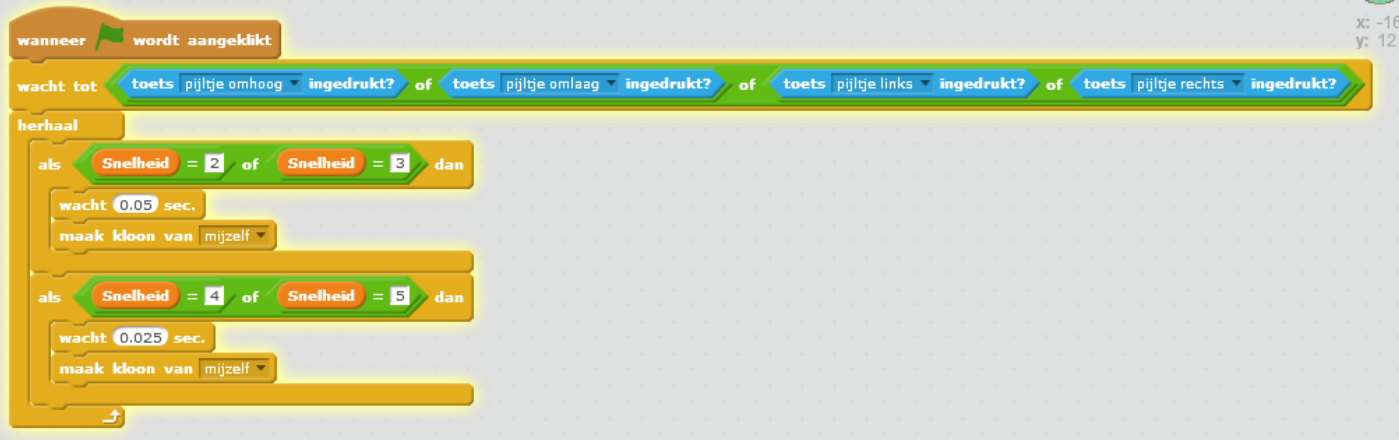 x: -16
wanneer wordt aangeklikt
y: 12
wacht tot toets pijltje omhoog ingedrukt? of toets pijltje omlaag ingedrukt? of toets pijltje links ingedrukt? of toets pijltje rechts ingedrukt?
herhaal
als Snelheid = 2 of Snelheid = 3 dan
wacht 0.05 sec.
maak kloon van mijzelf
als Snelheid = 4 of Snelheid = 5 dan
wacht 0.025 sec.
maak kloon van mijzelf